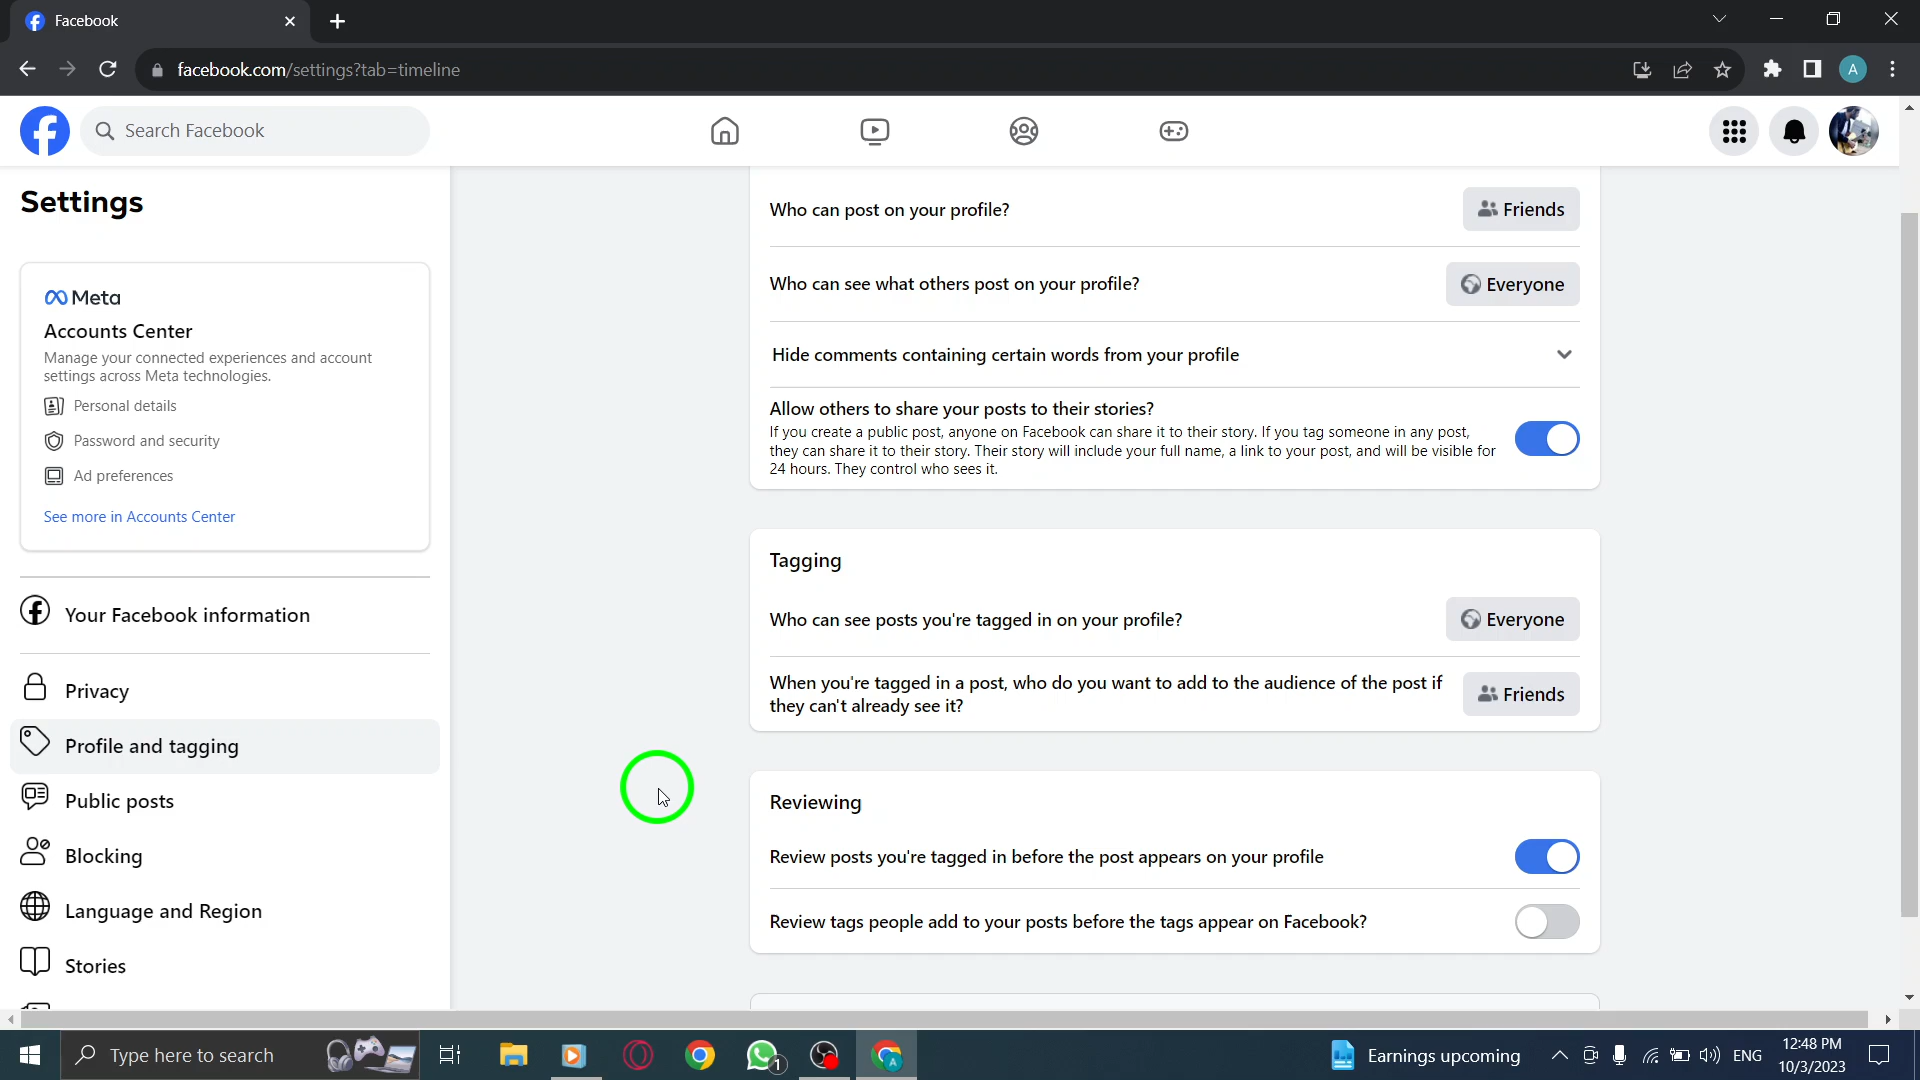 Facebook
facebook.com/settings?tab=timeline
A
Search Facebook
Settings
Meta
Accounts Center
Manage your connected experiences and account
settings across Meta technologies.
Personal details
Password and security
Ad preferences
See more in Accounts Center
Your Facebook information
Privacy
Profile and tagging
Public posts
Blocking
Language and Region
Stories
Who can post on your profile?
Friends
Who can see what others post on your profile?
Everyone
Hide comments containing certain words from your profile
Allow others to share your posts to their stories?
If you create a public post, anyone on Facebook can share it to their story. If you tag someone in any post,
they can share it to their story. Their story will include your full name, a link to your post, and will be visible for
24 hours. They control who sees it.
Tagging
Who can see posts you're tagged in on your profile?
Everyone
When you're tagged in a post, who do you want to add to the audience of the post if
they can't already see it?
Friends
Reviewing
Review posts you're tagged in before the post appears on your profile
Review tags people add to your posts before the tags appear on Facebook?
Type here to search
1
A
Earnings upcoming
ENG
12:48 PM
10/3/2023